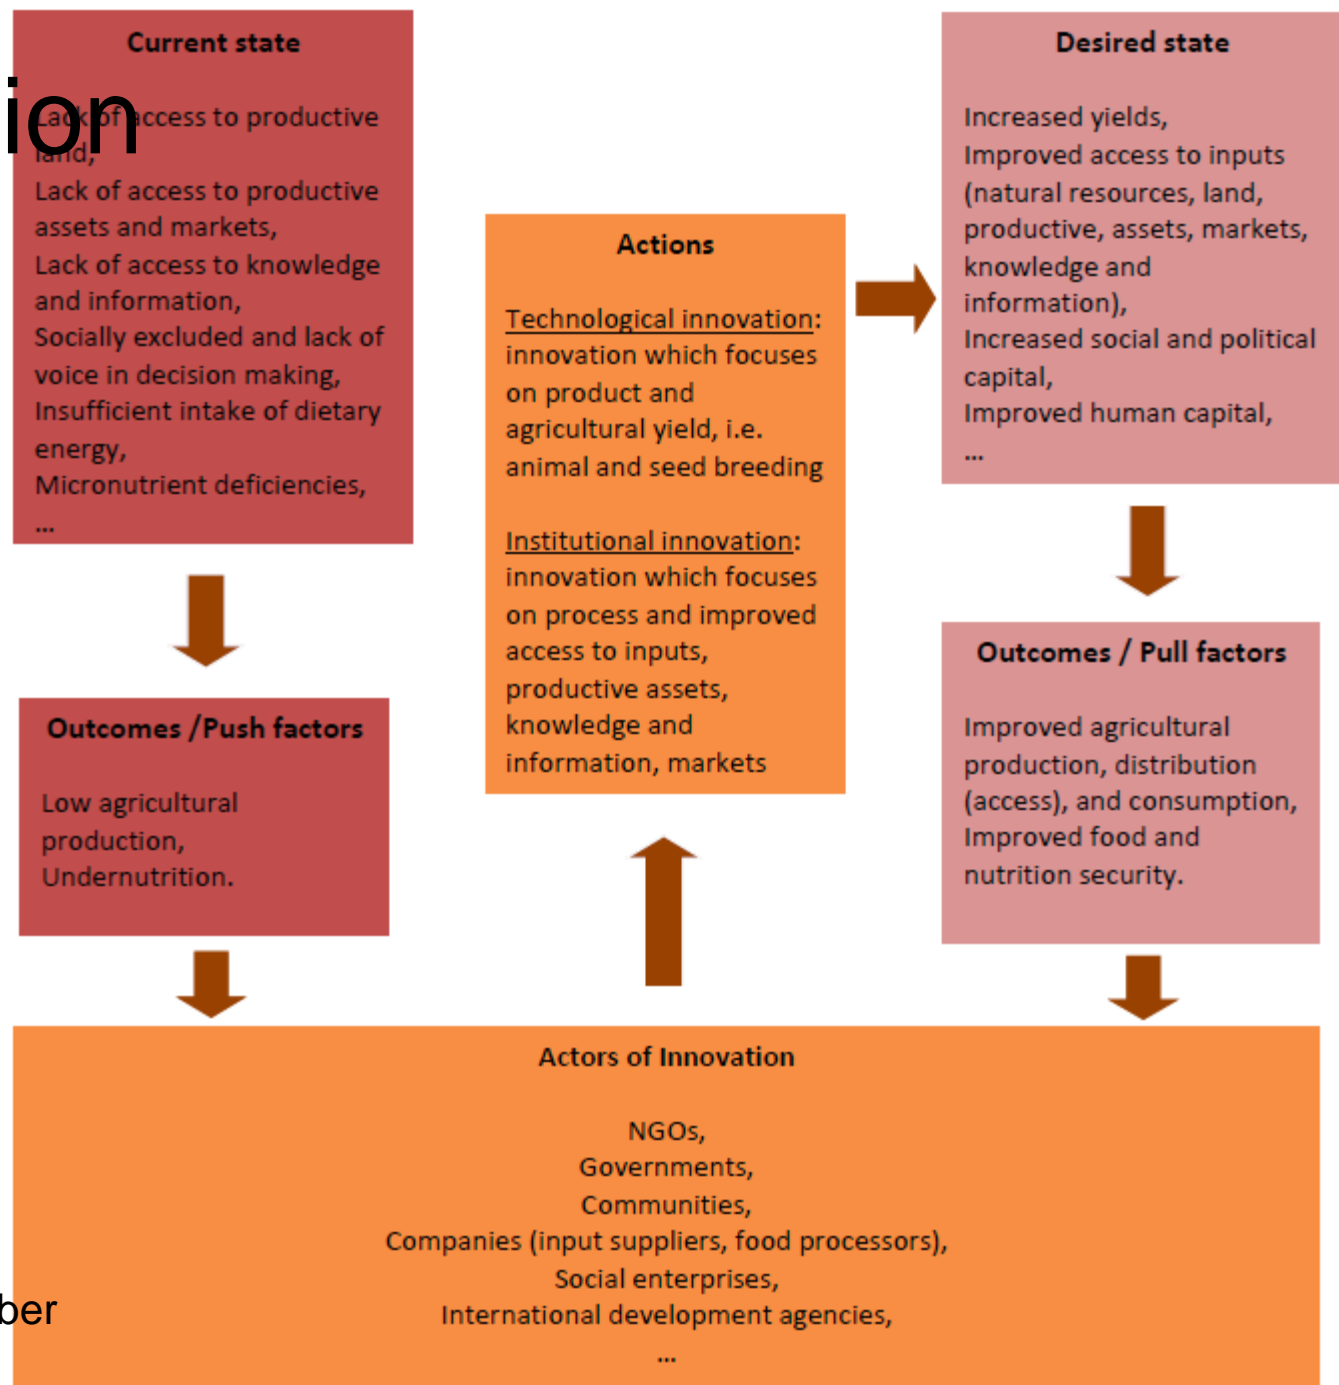 Current state
ion
Lack of access to productive
land,
Lack of access to productive
assets and markets,
Lack of access to knowledge
and information,
Socially excluded and lack of
voice in decision making,
Insufficient intake of dietary
energy,
Micronutrient deficiencies,
...
Outcomes /Push factors
Low agricultural
production,
Undernutrition.
Actions
Technological innovation:
innovation which focuses
on product and
agricultural yield, i.e.
animal and seed breeding
Institutional innovation:
innovation which focuses
on process and improved
access to inputs,
productive assets,
knowledge and
information, markets
Desired state
Increased yields,
Improved access to inputs
(natural resources, land,
productive, assets, markets,
knowledge and
information),
Increased social and political
capital,
Improved human capital,
...
Outcomes / Pull factors
Improved agricultural
production, distribution
(access), and consumption,
Improved food and
nutrition security.
Actors of Innovation
NGOs,
Governments,
Communities,
Companies (input suppliers, food processors),
Social enterprises,
International development agencies,
...
ber